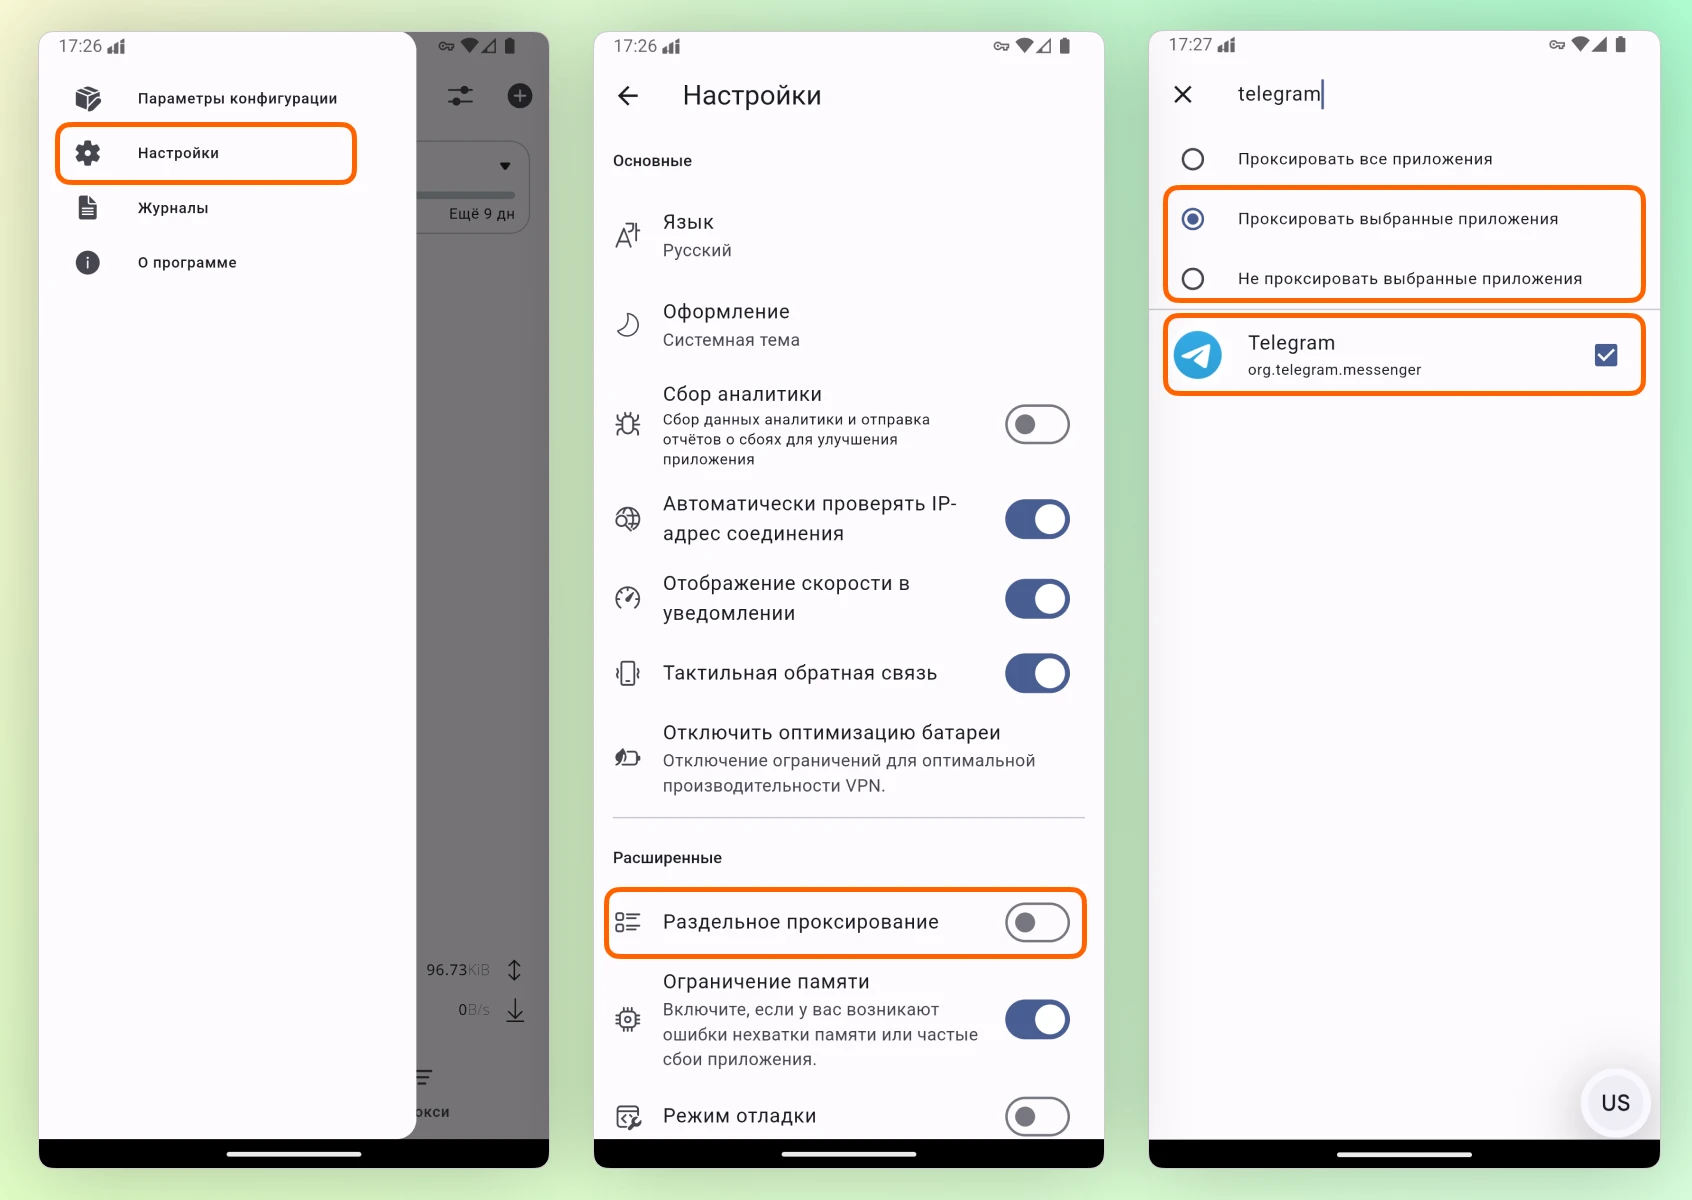 17:26
Параметры конфигурации
Настройки
Журналы
О программе
Ещё 9 дн
96.73KiB
0B/s
окси
17:26
Настройки
Основные
Язык
Русский
Оформление
Системная тема
Сбор аналитики
Сбор данных аналитики и отправка
отчётов о сбоях для улучшения
приложения
Автоматически проверять IP-
адрес соединения
Отображение скорости в
уведомлении
Тактильная обратная связь
Отключить оптимизацию батареи
Отключение ограничений для оптимальной
производительности VPN.
Расширенные
Раздельное проксирование
Ограничение памяти
Включите, если у вас возникают
ошибки нехватки памяти или частые
сбои приложения.
Режим отладки
17:27
telegram
Проксировать все приложения
Проксировать выбранные приложения
Не проксировать выбранные приложения
Telegram
org.telegram.messenger
US